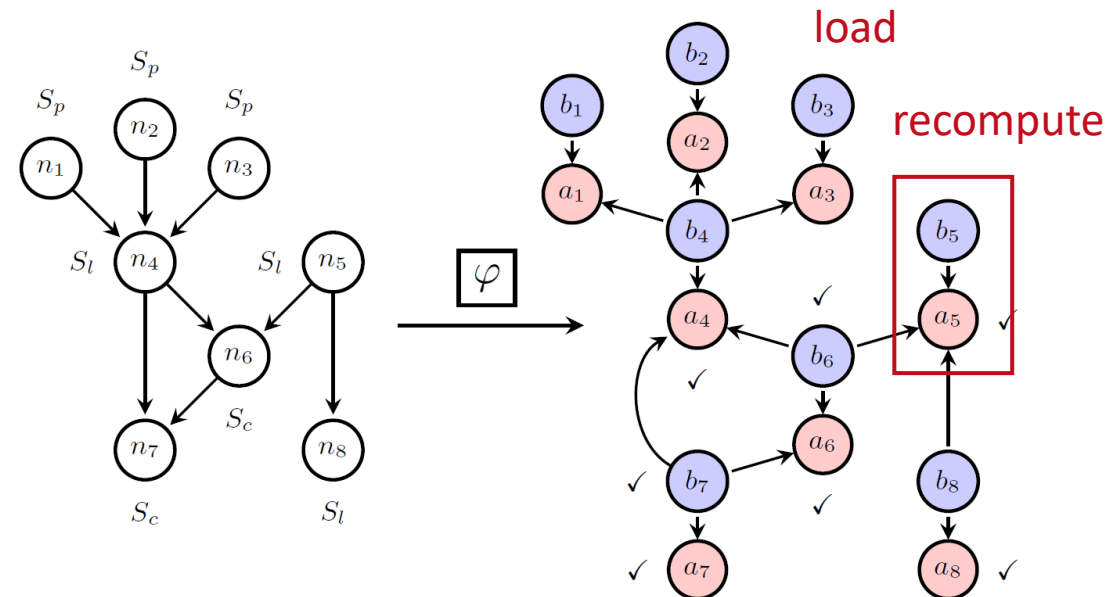 load
recompute
S_p
S_p
S_p
n_1
n_2
n_3
S_l
n_4
S_l
n_5
n_6
S_c
n_7
n_8
S_c
S_l
φ
b_2
b_1
b_3
a_2
a_1
a_3
b_4
b_5
✓
a_4
a_5
✓
b_6
✓
a_6
b_7
b_8
✓
✓
✓
a_7
a_8
✓